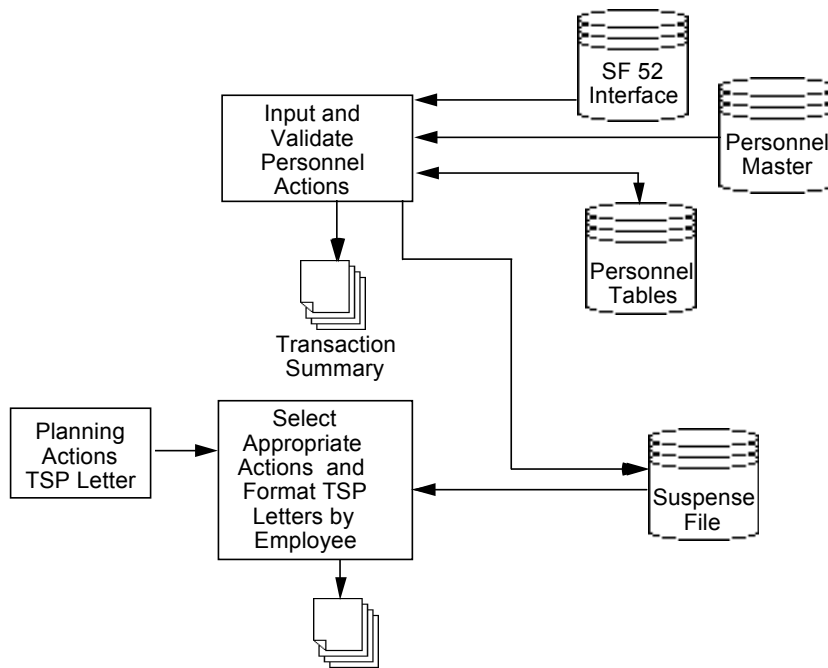 SF 52
Interface
Input and
Validate
Personnel
Actions
Personnel
Master
Personnel
Tables
Transaction
Summary
Planning
Actions
TSP Letter
Select
Appropriate
Actions and
Format TSP
Letters by
Employee
Suspense
File